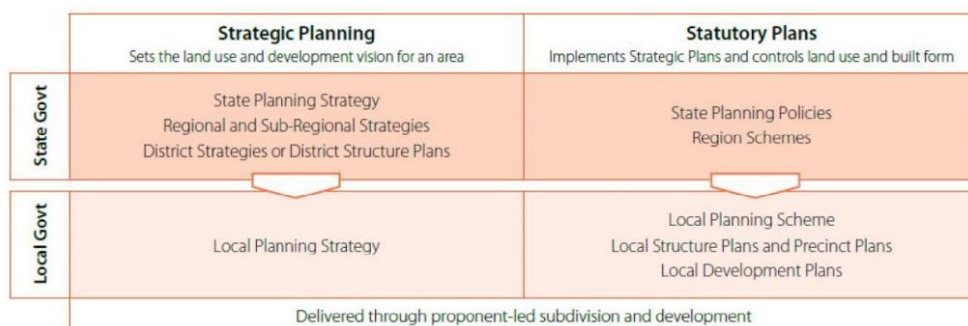 Strategic Planning
Sets the land use and development vision for an area
Statutory Plans
Implements Strategic Plans and controls land use and built form
State Govt
State Planning Strategy
Regional and Sub-Regional Strategies
District Strategies or District Structure Plans
State Planning Policies
Region Schemes
Local Govt
Local Planning Strategy
Local Planning Scheme
Local Structure Plans and Precinct Plans
Local Development Plans
Delivered through proponent-led subdivision and development